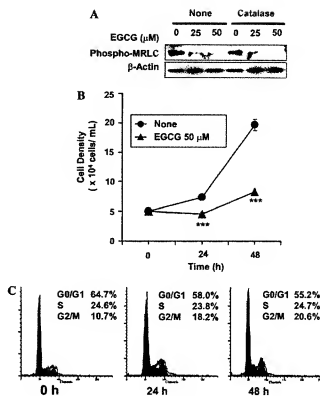 A
None Catalase
EGCG (μM) 0 25 50 0 25 50
Phospho-MRLC
β-Actin
B
Cell Density
( x 10⁴ cells/ mL)
25
20
15
10
5
0
None
EGCG 50 μM
***
***
0 24 48
Time (h)
C
G0/G1 64.7%
S 24.6%
G2/M 10.7%
0 h
G0/G1 58.0%
S 23.8%
G2/M 18.2%
24 h
G0/G1 55.2%
S 24.7%
G2/M 20.6%
48 h